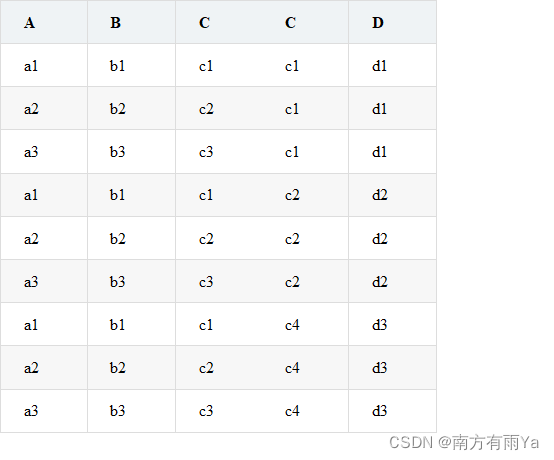 A B C C D
a1 b1 c1 c1 d1
a2 b2 c2 c1 d1
a3 b3 c3 c1 d1
a1 b1 c1 c2 d2
a2 b2 c2 c2 d2
a3 b3 c3 c2 d2
a1 b1 c1 c4 d3
a2 b2 c2 c4 d3
a3 b3 c3 c4 d3
CSDN @南方有雨Ya